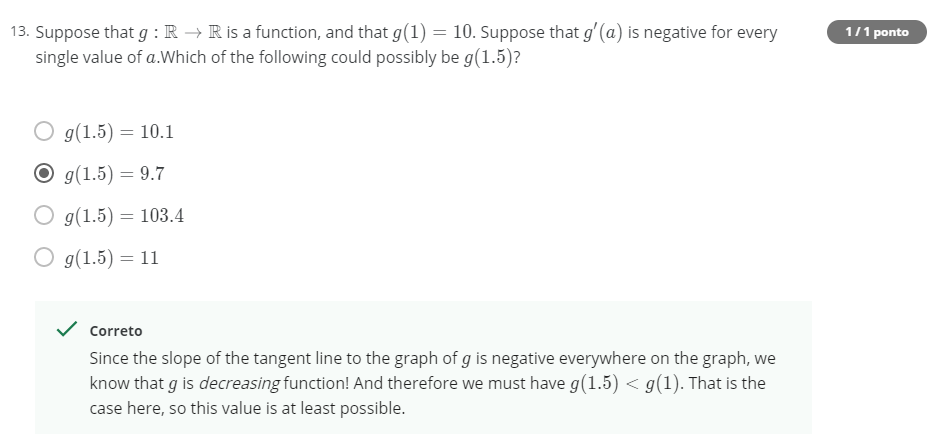 13. Suppose that g : ℝ → ℝ is a function, and that g(1) = 10. Suppose that g′(a) is negative for every
1 / 1 ponto
single value of a.Which of the following could possibly be g(1.5)?
g(1.5) = 10.1
g(1.5) = 9.7
g(1.5) = 103.4
g(1.5) = 11
Correto
Since the slope of the tangent line to the graph of g is negative everywhere on the graph, we
know that g is decreasing function! And therefore we must have g(1.5) < g(1). That is the
case here, so this value is at least possible.